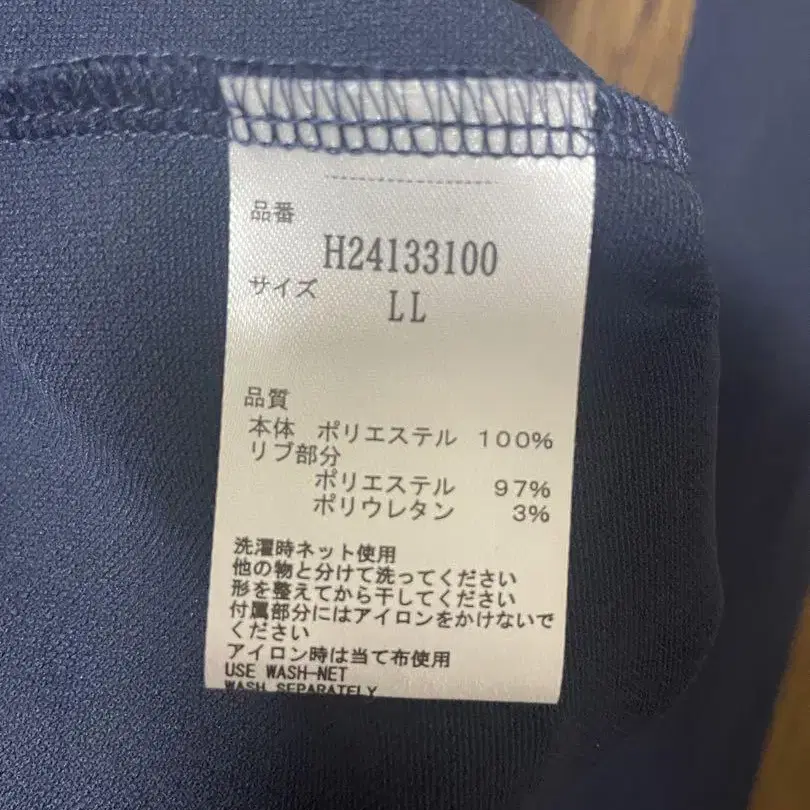 品番
H24133100
サイズ
LL
品質
本体 ポリエステル 100%
リブ部分
ポリエステル 97%
ポリウレタン 3%
洗濯時ネット使用
他の物と分けて洗ってください
形を整えてから干してください
付属部分にはアイロンをかけないで
ください
アイロン時は当て布使用
USE WASH-NET
WASH SEPARATELY